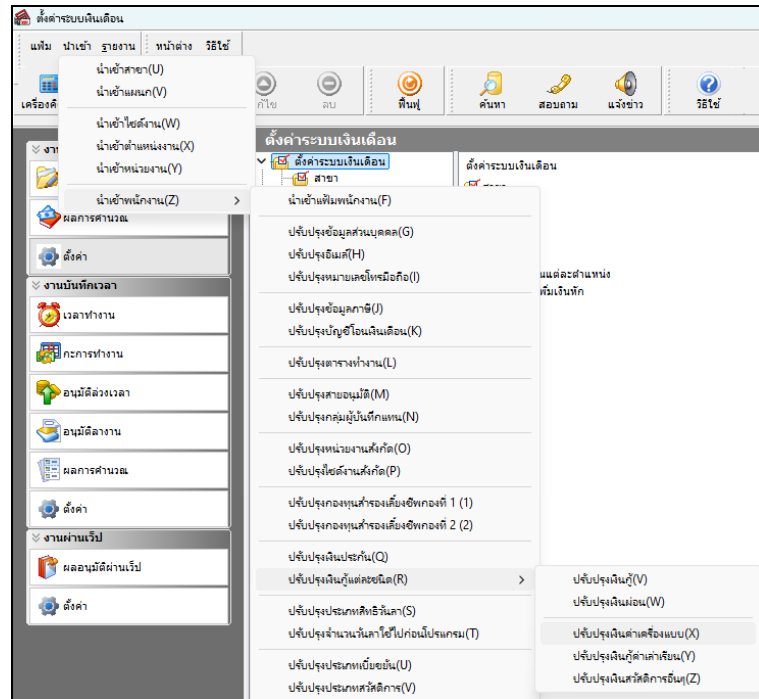 ตั้งค่าระบบเงินเดือน
แฟ้ม นำเข้า รายงาน หน้าต่าง วิธีใช้
นำเข้าสาขา(U)
นำเข้าแผนก(V)
นำเข้าไซต์งาน(W)
นำเข้าตำแหน่งงาน(X)
นำเข้าหน่วยงาน(Y)
นำเข้าพนักงาน(Z)
ลบ ฟื้นฟู ค้นหา สอบถาม แจ้งข่าว วิธีใช้
ผลการคำนวณ
ตั้งค่า
งานบันทึกเวลา
เวลาทำงาน
กะการทำงาน
อนุมัติล่วงเวลา
อนุมัติลางาน
ผลการคำนวณ
ตั้งค่า
งานผ่านเว็ป
ผลอนุมัติผ่านเว็ป
ตั้งค่า
ตั้งค่าระบบเงินเดือน
ตั้งค่าระบบเงินเดือน
สาขา
ตั้งค่าระบบเงินเดือน
นำเข้าแฟ้มพนักงาน(F)
ปรับปรุงข้อมูลส่วนบุคคล(G)
ปรับปรุงอีเมล์(H)
ปรับปรุงหมายเลขโทรมือถือ(I)
ปรับปรุงข้อมูลภาษี(J)
ปรับปรุงบัญชีโอนเงินเดือน(K)
ปรับปรุงตารางทำงาน(L)
ปรับปรุงสายอนุมัติ(M)
ปรับปรุงกลุ่มผู้บันทึกแทน(N)
ปรับปรุงหน่วยงานสังกัด(O)
ปรับปรุงไซต์งานสังกัด(P)
ปรับปรุงกองทุนสำรองเลี้ยงชีพกองที่ 1 (1)
ปรับปรุงกองทุนสำรองเลี้ยงชีพกองที่ 2 (2)
ปรับปรุงเงินประกัน(Q)
ปรับปรุงเงินกู้แต่ละชนิด(R)
ปรับปรุงประเภทสิทธิวันลา(S)
ปรับปรุงจำนวนวันลาใช้ไปก่อนโปรแกรม(T)
ปรับปรุงประเภทเบี้ยขยัน(U)
ปรับปรุงประเภทสวัสดิการ(V)
ปรับปรุงเงินกู้(V)
ปรับปรุงเงินผ่อน(W)
ปรับปรุงเงินค่าเครื่องแบบ(X)
ปรับปรุงเงินกู้ค่าเล่าเรียน(Y)
ปรับปรุงเงินสวัสดิการอื่นๆ(Z)